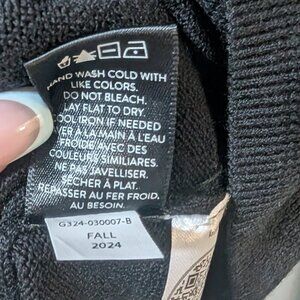 HAND WASH COLD WITH
LIKE COLORS.
DO NOT BLEACH.
LAY FLAT TO DRY.
COOL IRON IF NEEDED
LAVER À LA MAIN À L'EAU
FROIDE AVEC DES
COULEURS SIMILIARES.
NE PAS JAVELLISER.
SÉCHER À PLAT.
REPASSER AU FER FROID.
AU BESOIN.
G324-030007-B
FALL
2024